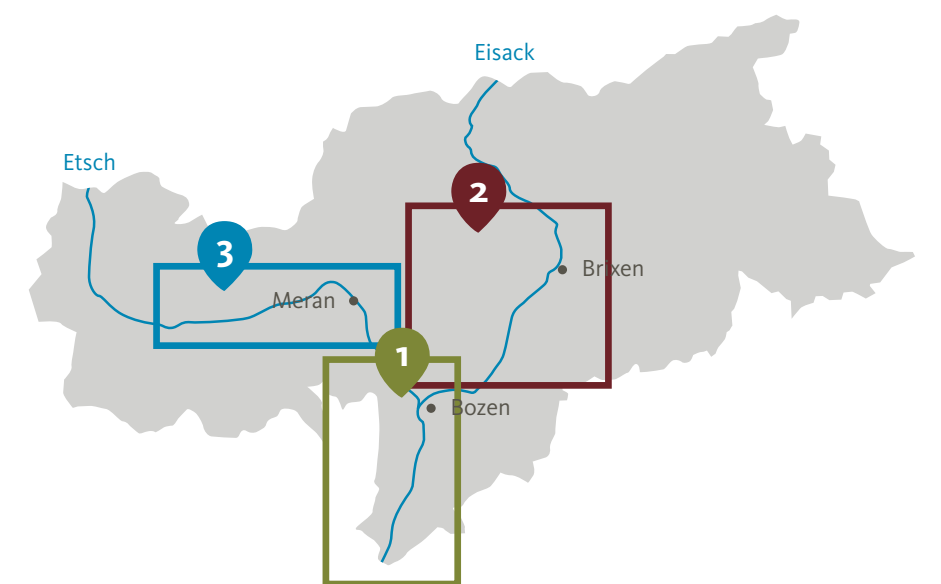 Eisack
Etsch
2
3
Brixen
Meran
1
Bozen